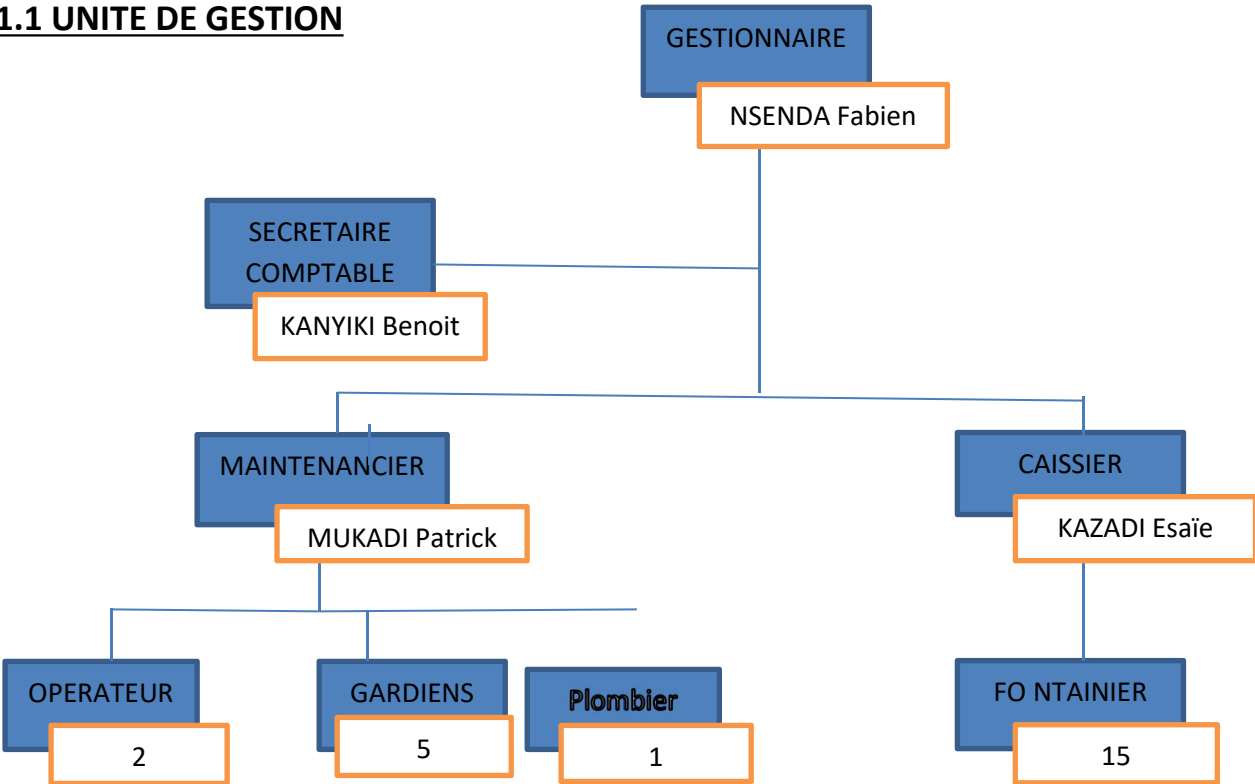 1.1 UNITE DE GESTION
GESTIONNAIRE
NSENDA Fabien
SECRETAIRE
COMPTABLE
KANYIKI Benoit
MAINTENANCIER
MUKADI Patrick
CAISSIER
KAZADI Esaïe
OPERATEUR
2
GARDIENS
5
Plombier
1
FO NTAINIER
15